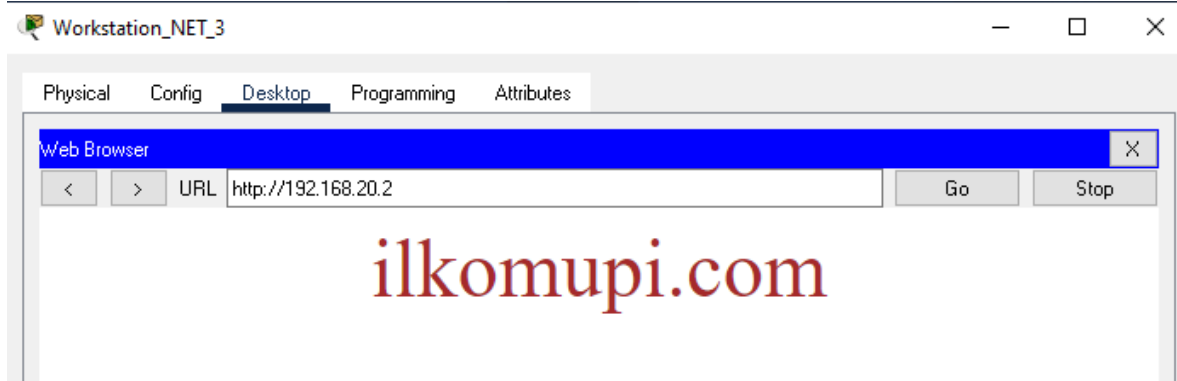 Workstation_NET_3
Physical Config Desktop Programming Attributes
Web Browser X
< > URL http://192.168.20.2 Go Stop
ilkomupi.com